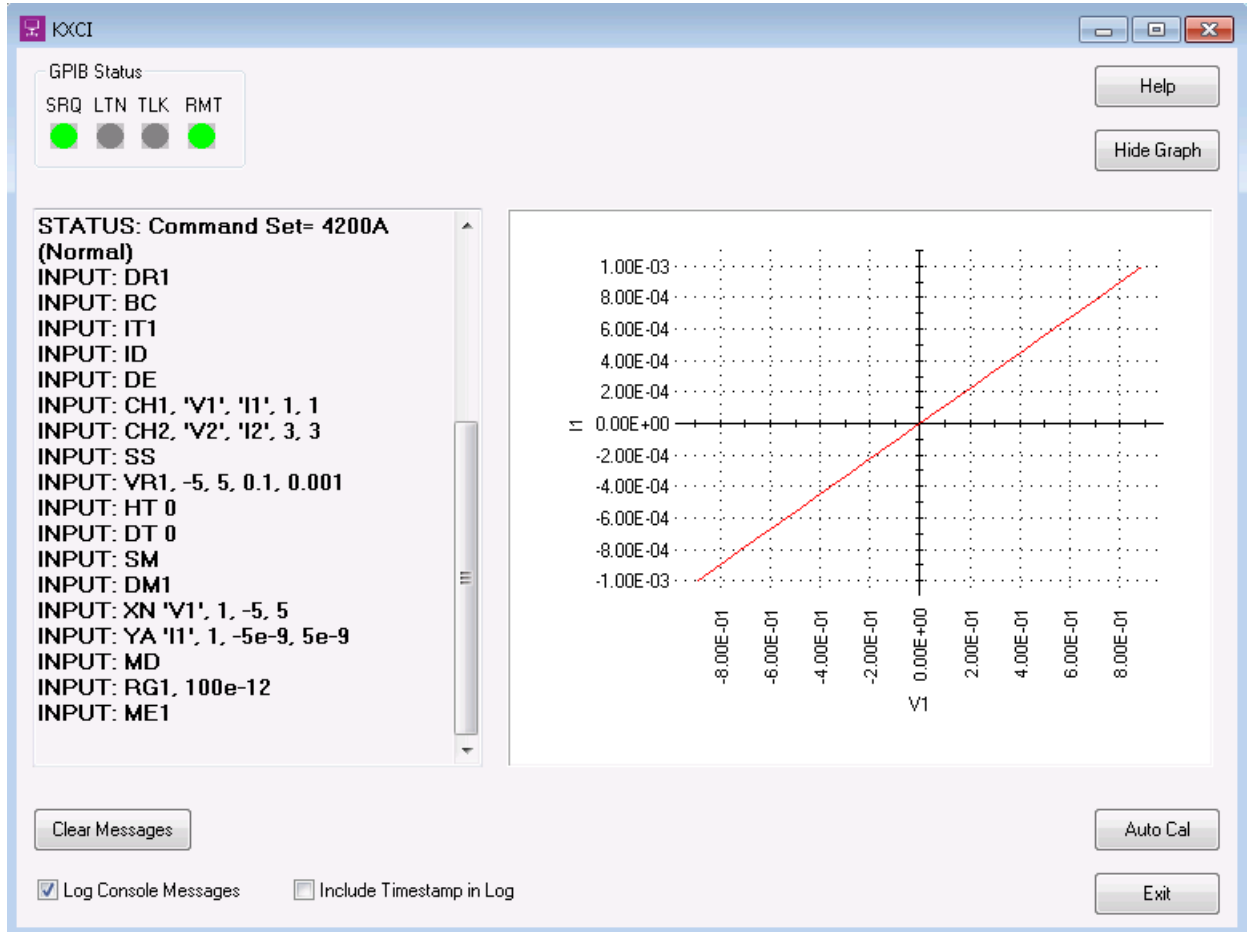 KXCI
GPIB Status
SRQ LTN TLK RMT
Help
Hide Graph
STATUS: Command Set= 4200A
(Normal)
INPUT: DR1
INPUT: BC
INPUT: IT1
INPUT: ID
INPUT: DE
INPUT: CH1, 'V1', 'I1', 1, 1
INPUT: CH2, 'V2', 'I2', 3, 3
INPUT: SS
INPUT: VR1, -5, 5, 0.1, 0.001
INPUT: HT 0
INPUT: DT 0
INPUT: SM
INPUT: DM1
INPUT: XN 'V1', 1, -5, 5
INPUT: YA 'I1', 1, -5e-9, 5e-9
INPUT: MD
INPUT: RG1, 100e-12
INPUT: ME1
1.00E-03
8.00E-04
6.00E-04
4.00E-04
2.00E-04
0.00E+00
-2.00E-04
-4.00E-04
-6.00E-04
-8.00E-04
-1.00E-03
I1
-8.00E-01
-6.00E-01
-4.00E-01
-2.00E-01
0.00E+00
2.00E-01
4.00E-01
6.00E-01
8.00E-01
V1
Clear Messages
Auto Cal
Log Console Messages
Include Timestamp in Log
Exit